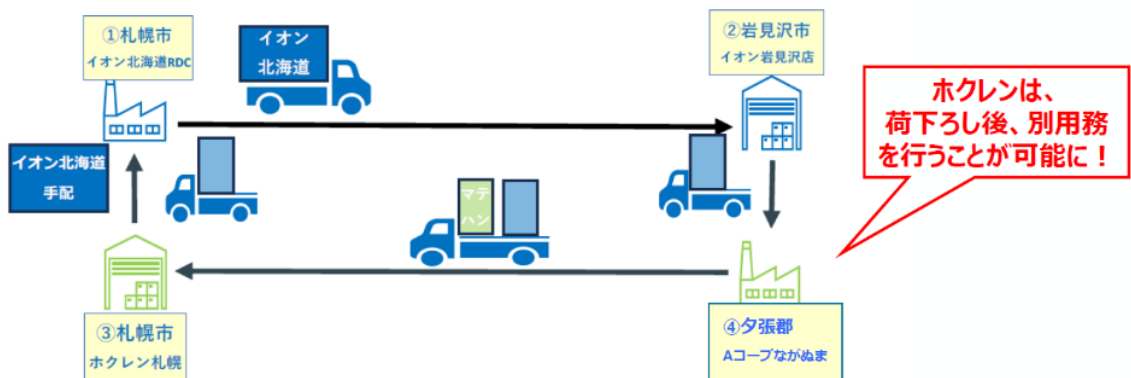 ①札幌市
イオン北海道RDC
イオン
北海道
②岩見沢市
イオン岩見沢店
ホクレンは、
荷下ろし後、別用務
を行うことが可能に！
イオン北海道
手配
マテ
ハン
③札幌市
ホクレン札幌
④夕張郡
Aコープながぬま